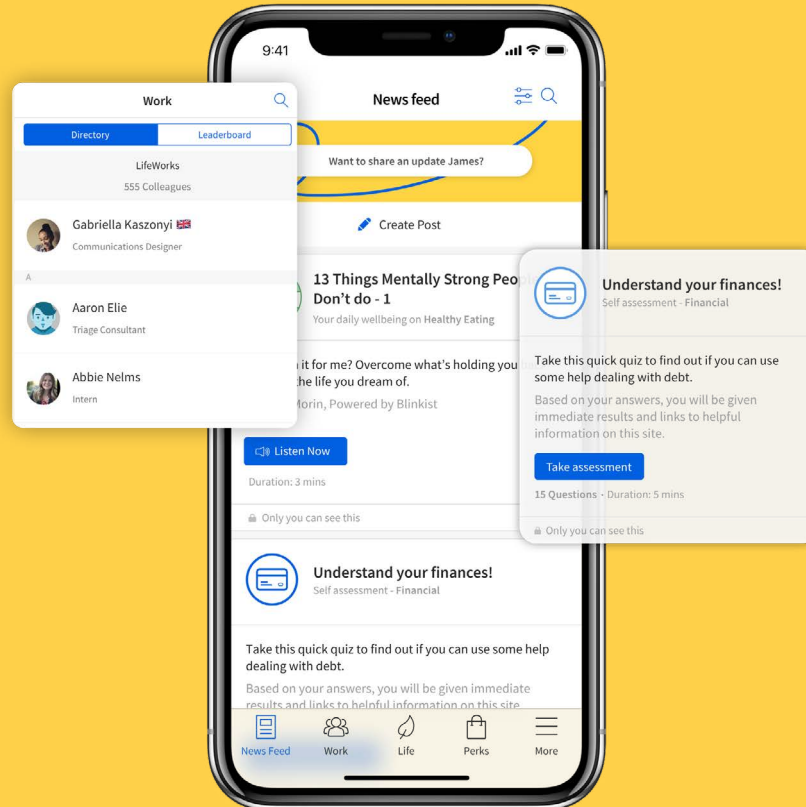 9:41
News feed
Want to share an update James?
Create Post
13 Things Mentally Strong
Don't do - 1
Your daily wellbeing on Healthy Eating
it for me? Overcome what's holding you
the life you dream of.
Morin, Powered by Blinkist
Listen Now
Duration: 3 mins
Only you can see this
Understand your finances!
Self assessment - Financial
Take this quick quiz to find out if you can use some help
dealing with debt.
Based on your answers, you will be given immediate
results and links to helpful information on this site
News Feed
Work
Life
Perks
More
Work
Directory
Leaderboard
LifeWorks
555 Colleagues
Gabriella Kaszonyi
Communications Designer
A
Aaron Elie
Triage Consultant
Abbie Nelms
Intern
Understand your finances!
Self assessment - Financial
Take this quick quiz to find out if you can use
some help dealing with debt.
Based on your answers, you will be given
immediate results and links to helpful
information on this site.
Take assessment
15 Questions • Duration: 5 mins
Only you can see this